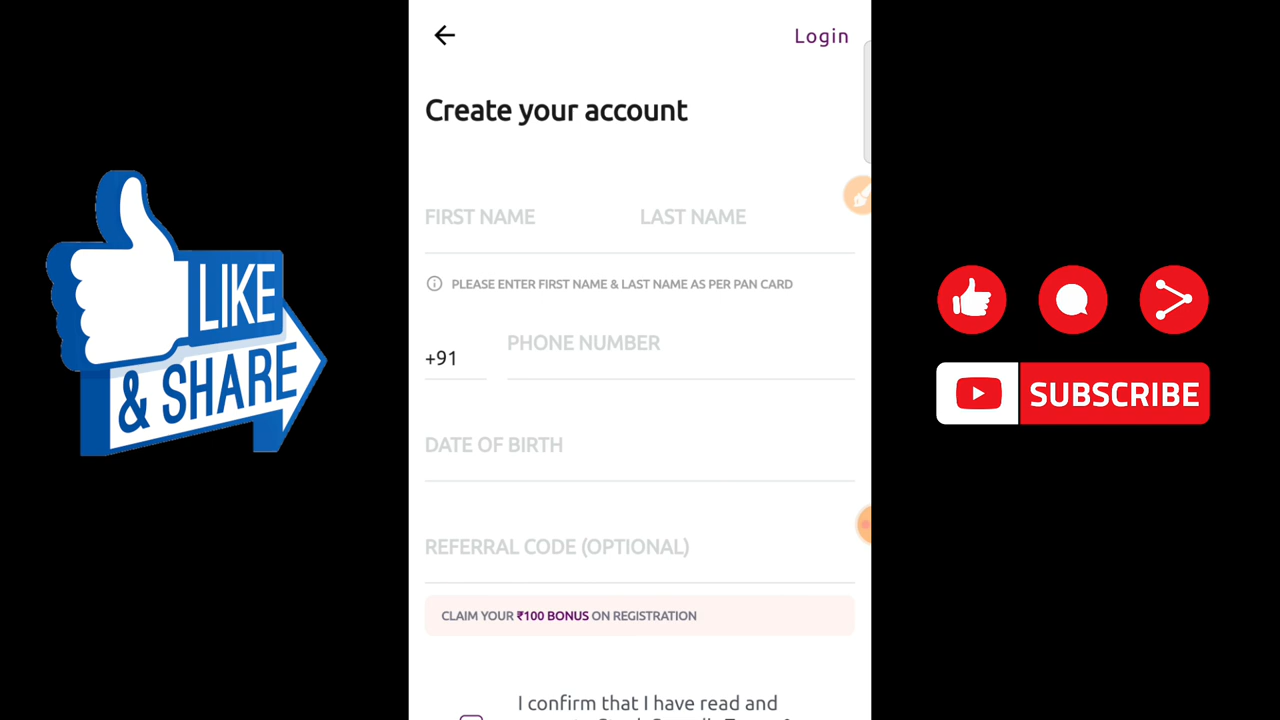 Login
Create your account
FIRST NAME LAST NAME
PLEASE ENTER FIRST NAME & LAST NAME AS PER PAN CARD
+91 PHONE NUMBER
DATE OF BIRTH
REFERRAL CODE (OPTIONAL)
CLAIM YOUR ₹100 BONUS ON REGISTRATION
I confirm that I have read and
LIKE
& SHARE
SUBSCRIBE